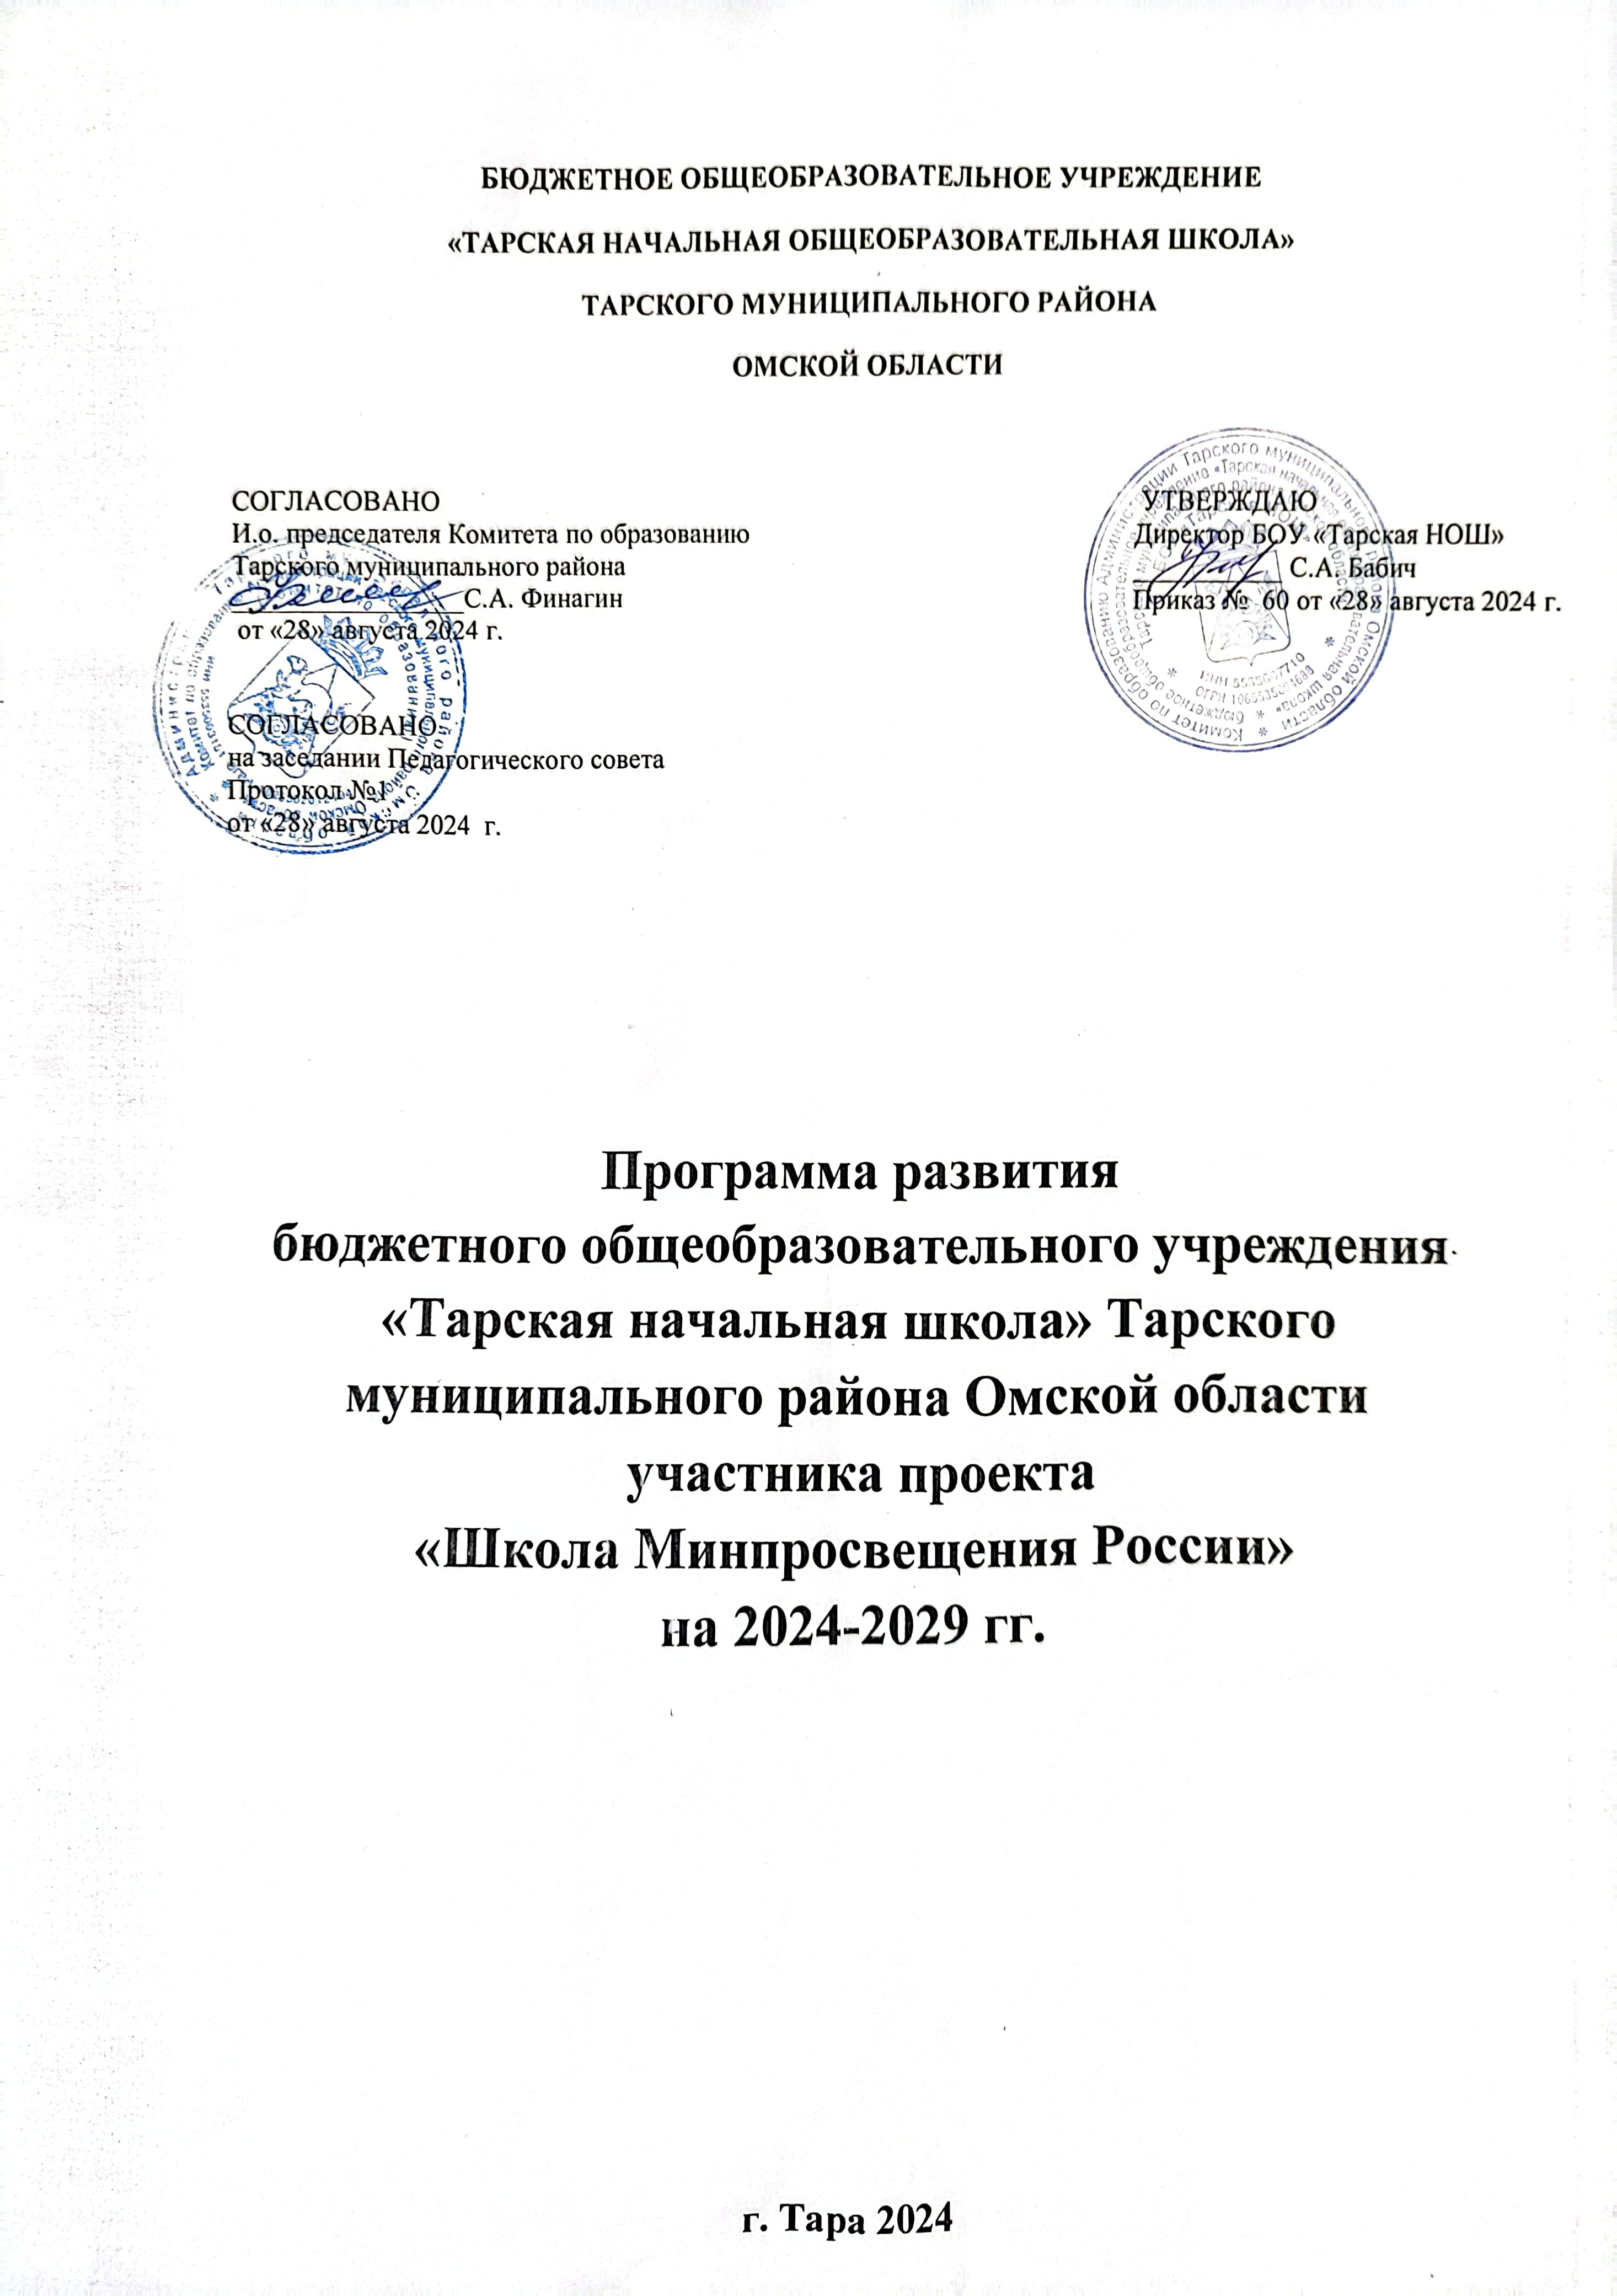 БЮДЖЕТНОЕ ОБЩЕОБРАЗОВАТЕЛЬНОЕ УЧРЕЖДЕНИЕ
«ТАРСКАЯ НАЧАЛЬНАЯ ОБЩЕОБРАЗОВАТЕЛЬНАЯ ШКОЛА»
ТАРСКОГО МУНИЦИПАЛЬНОГО РАЙОНА
ОМСКОЙ ОБЛАСТИ
СОГЛАСОВАНО
И.о. председателя Комитета по образованию
Тарского муниципального района
С.А. Финагин
от «28» августа 2024 г.
СОГЛАСОВАНО
на заседании Педагогического совета
Протокол №1
от «28» августа 2024 г.
УТВЕРЖДАЮ
Директор БОУ «Тарская НОШ»
С.А. Бабич
Приказ № 60 от «28» августа 2024 г.
Программа развития
бюджетного общеобразовательного учреждения
«Тарская начальная школа» Тарского
муниципального района Омской области
участника проекта
«Школа Минпросвещения России»
на 2024-2029 гг.
г. Тара 2024